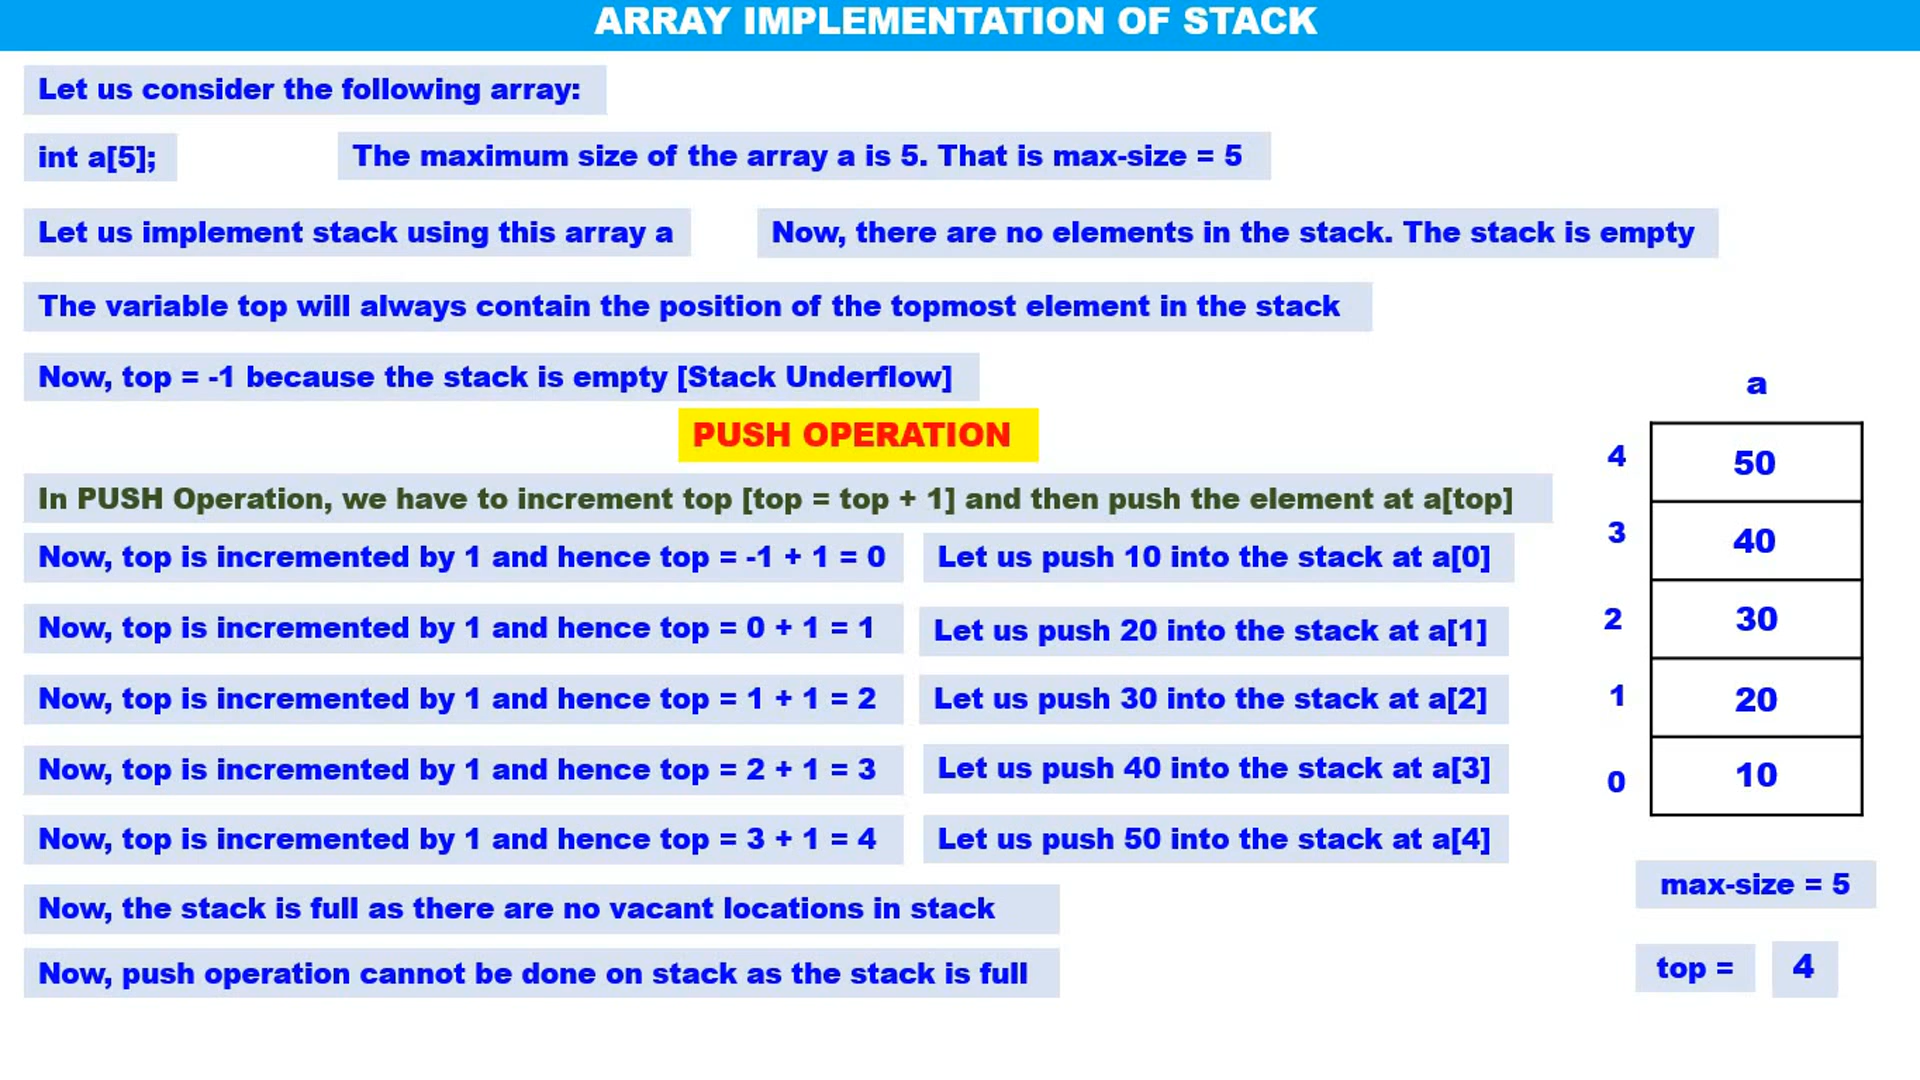 ARRAY IMPLEMENTATION OF STACK
Let us consider the following array:
int a[5];
The maximum size of the array a is 5. That is max-size = 5
Let us implement stack using this array a
Now, there are no elements in the stack. The stack is empty
The variable top will always contain the position of the topmost element in the stack
Now, top = -1 because the stack is empty [Stack Underflow]
PUSH OPERATION
In PUSH Operation, we have to increment top [top = top + 1] and then push the element at a[top]
Now, top is incremented by 1 and hence top = -1 + 1 = 0
Let us push 10 into the stack at a[0]
Now, top is incremented by 1 and hence top = 0 + 1 = 1
Let us push 20 into the stack at a[1]
Now, top is incremented by 1 and hence top = 1 + 1 = 2
Let us push 30 into the stack at a[2]
Now, top is incremented by 1 and hence top = 2 + 1 = 3
Let us push 40 into the stack at a[3]
Now, top is incremented by 1 and hence top = 3 + 1 = 4
Let us push 50 into the stack at a[4]
Now, the stack is full as there are no vacant locations in stack
Now, push operation cannot be done on stack as the stack is full
a
4 50
3 40
2 30
1 20
0 10
max-size = 5
top = 4